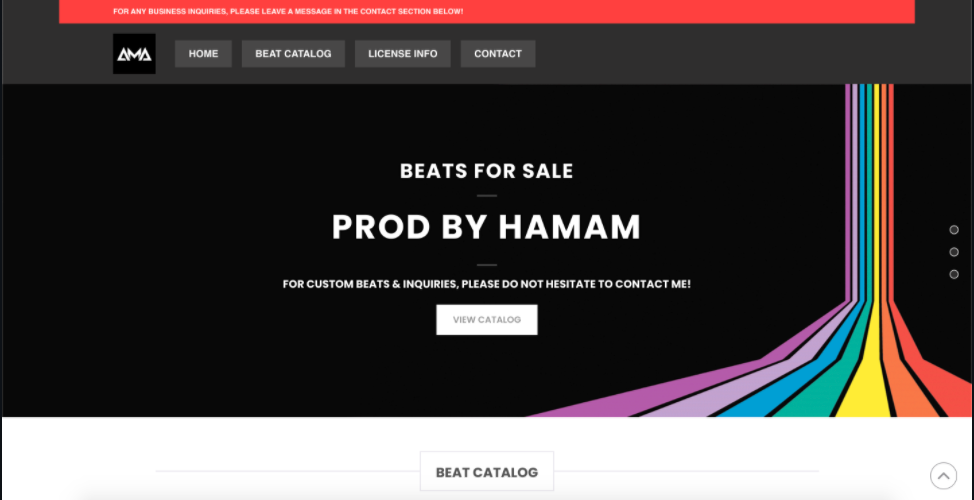 FOR ANY BUSINESS INQUIRIES, PLEASE LEAVE A MESSAGE IN THE CONTACT SECTION BELOW!
AMA
HOME
BEAT CATALOG
LICENSE INFO
CONTACT
BEATS FOR SALE
PROD BY HAMAM
FOR CUSTOM BEATS & INQUIRIES, PLEASE DO NOT HESITATE TO CONTACT ME!
VIEW CATALOG
BEAT CATALOG